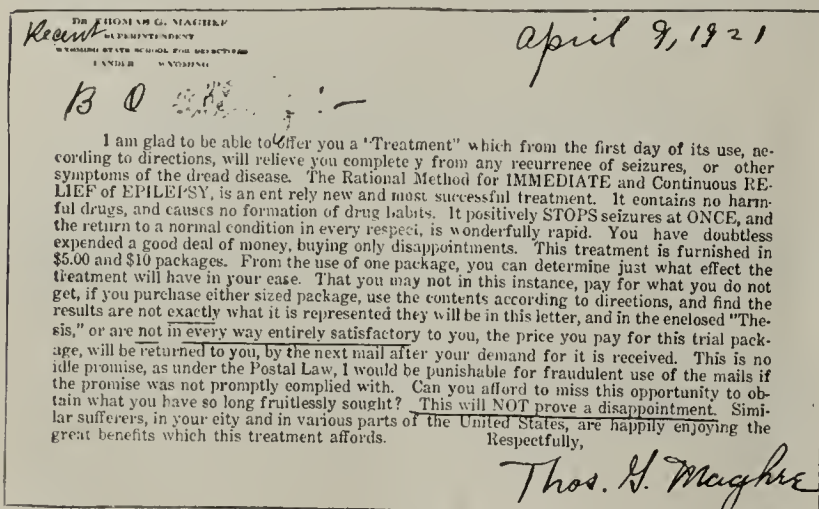 DR THOMAS G. MAGHEE
Recent SUPERINTENDENT
WYOMING STATE SCHOOL FOR DEFECTIVES
LANDER WYOMING
April 9, 1921
B O :-
I am glad to be able to offer you a "Treatment" which from the first day of its use, ac-
cording to directions, will relieve you complete y from any recurrence of seizures, or other
symptoms of the dread disease. The Rational Method for IMMEDIATE and Continuous RE-
LIEF of EPILEPSY, is an ent rely new and most successful treatment. It contains no harm-
ful drugs, and causes no formation of drug habits. It positively STOPS seizures at ONCE, and
the return to a normal condition in every respect, is wonderfully rapid. You have doubtless
expended a good deal of money, buying only disappointments. This treatment is furnished in
$5.00 and $10 packages. From the use of one package, you can determine just what effect the
treatment will have in your case. That you may not in this instance, pay for what you do not
get, if you purchase either sized package, use the contents according to directions, and find the
results are not exactly what it is represented they will be in this letter, and in the enclosed "The-
sis," or are not in every way entirely satisfactory to you, the price you pay for this trial pack-
age, will be returned to you, by the next mail after your demand for it is received. This is no
idle promise, as under the Postal Law, I would be punishable for fraudulent use of the mails if
the promise was not promptly complied with. Can you afford to miss this opportunity to ob-
tain what you have so long fruitlessly sought? This will NOT prove a disappointment. Simi-
lar sufferers, in your city and in various parts of the United States, are happily enjoying the
great benefits which this treatment affords. Respectfully,
Thos. G. Maghee